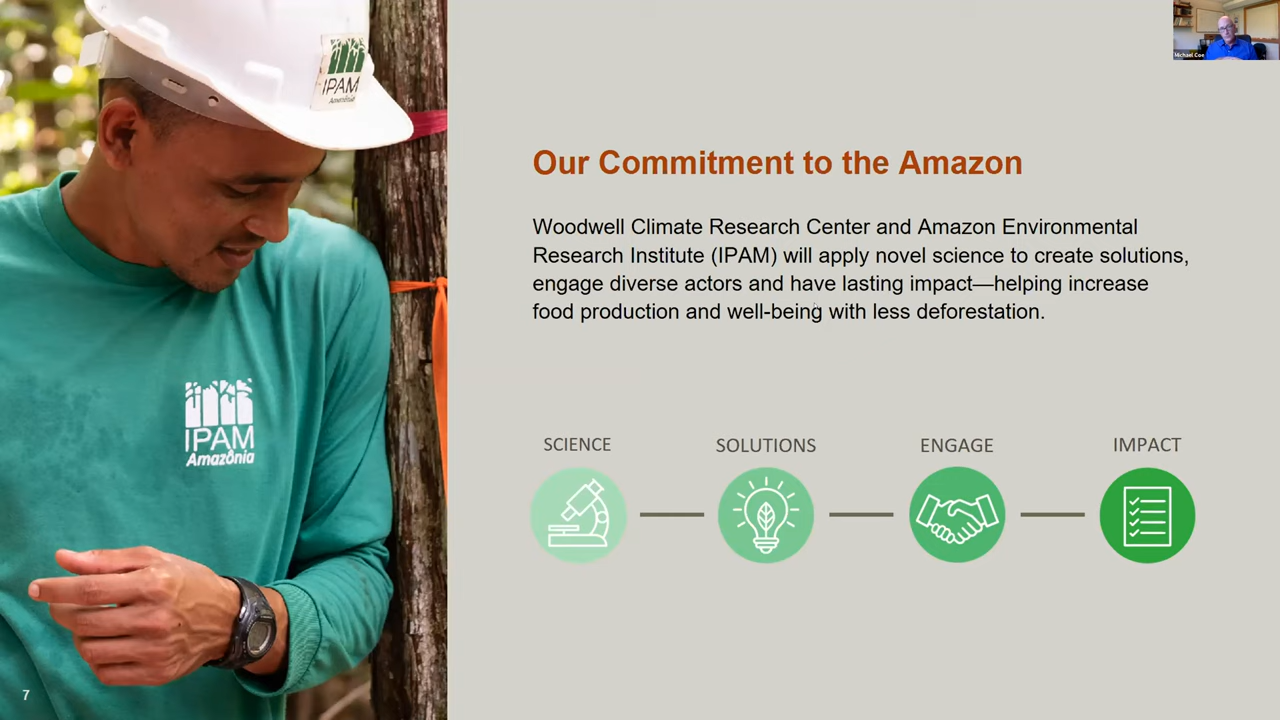 IPAM
Amazônia
Michael Coe
Our Commitment to the Amazon
Woodwell Climate Research Center and Amazon Environmental
Research Institute (IPAM) will apply novel science to create solutions,
engage diverse actors and have lasting impact—helping increase
food production and well-being with less deforestation.
IPAM
Amazônia
SCIENCE
SOLUTIONS
ENGAGE
IMPACT
7